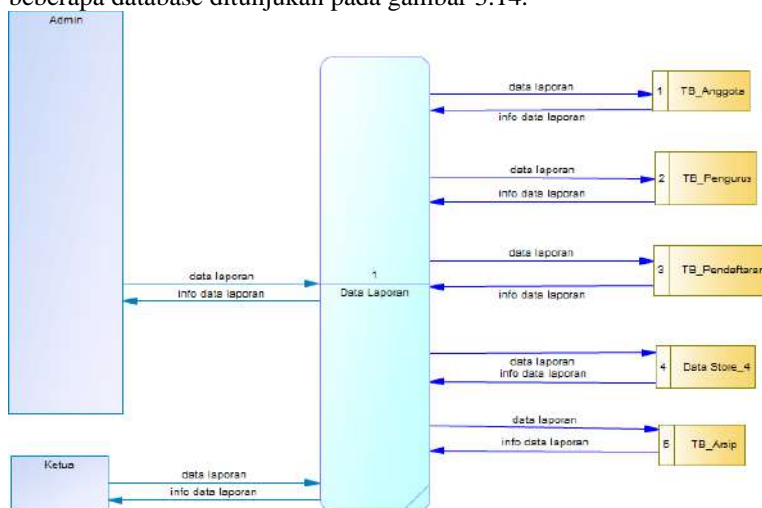 beberapa database ditunjukan pada gambar 3.14.
Admin
data laporan
info data laporan
1
Data Laporan
data laporan
info data laporan
1
TB_Anggota
data laporan
info data laporan
2
TB_Pengurus
data laporan
info data laporan
3
TB_Pendaftaran
data laporan
info data laporan
4
Data Store_4
data laporan
info data laporan
5
TB_Arsip
Ketua
data laporan
info data laporan